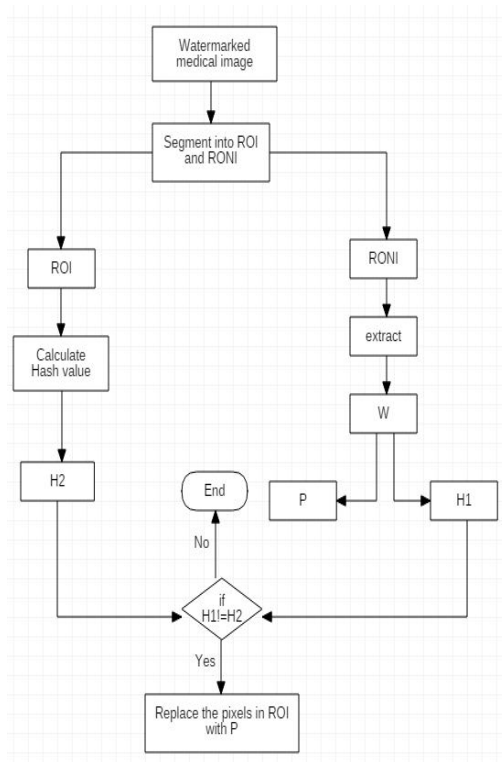 Watermarked
medical image
Segment into ROI
and RONI
ROI
RONI
Calculate
Hash value
extract
W
H2
End
P
H1
No
if
H1!=H2
Yes
Replace the pixels in ROI
with P